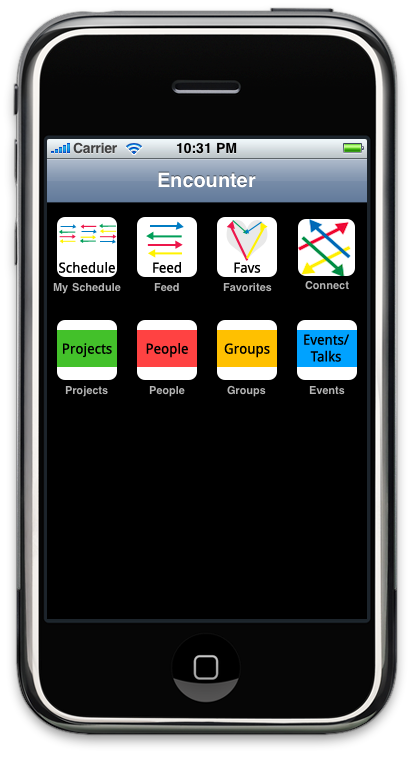 Carrier 10:31 PM
Encounter
Schedule Feed Favs
My Schedule Feed Favorites Connect
Projects People Groups Events/
Talks
Projects People Groups Events